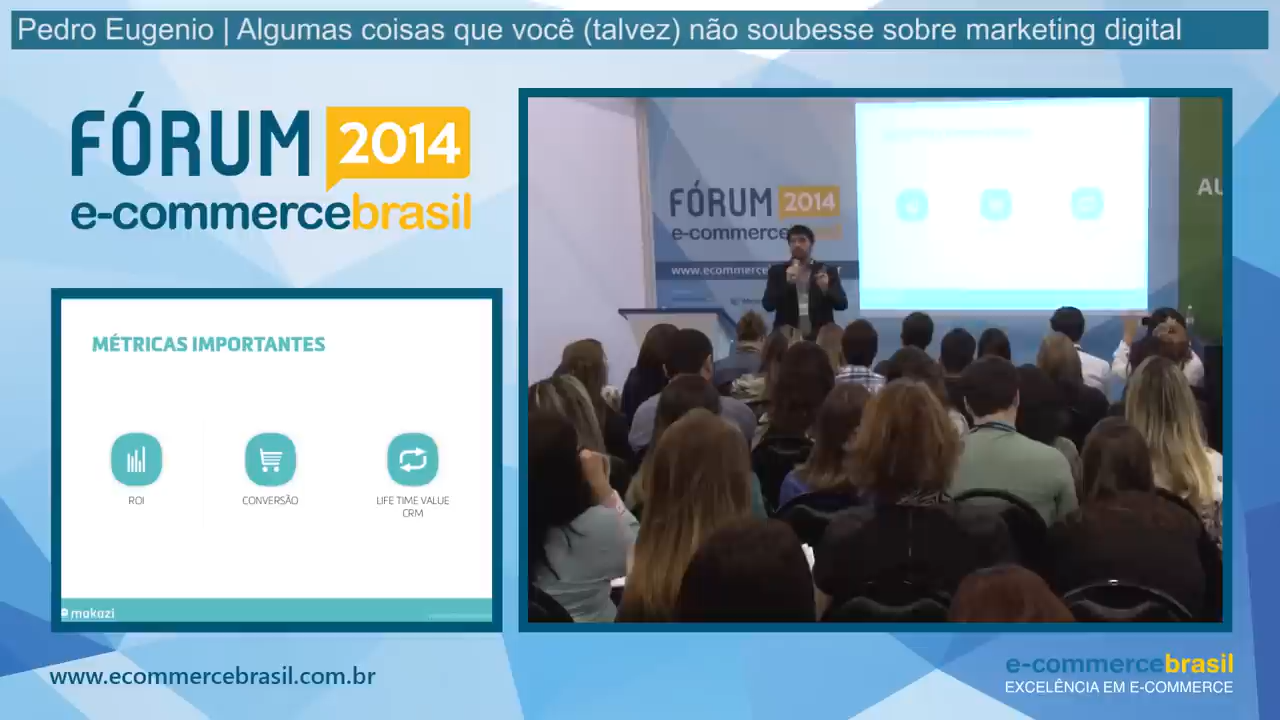 Pedro Eugenio | Algumas coisas que você (talvez) não soubesse sobre marketing digital
FÓRUM 2014
e-commercebrasil
MÉTRICAS IMPORTANTES
ROI
CONVERSÃO
LIFE TIME VALUE
CRM
makazi
FÓRUM 2014
e-commerce
www.ecommerce
AU
www.ecommercebrasil.com.br
e-commercebrasil
EXCELÊNCIA EM E-COMMERCE